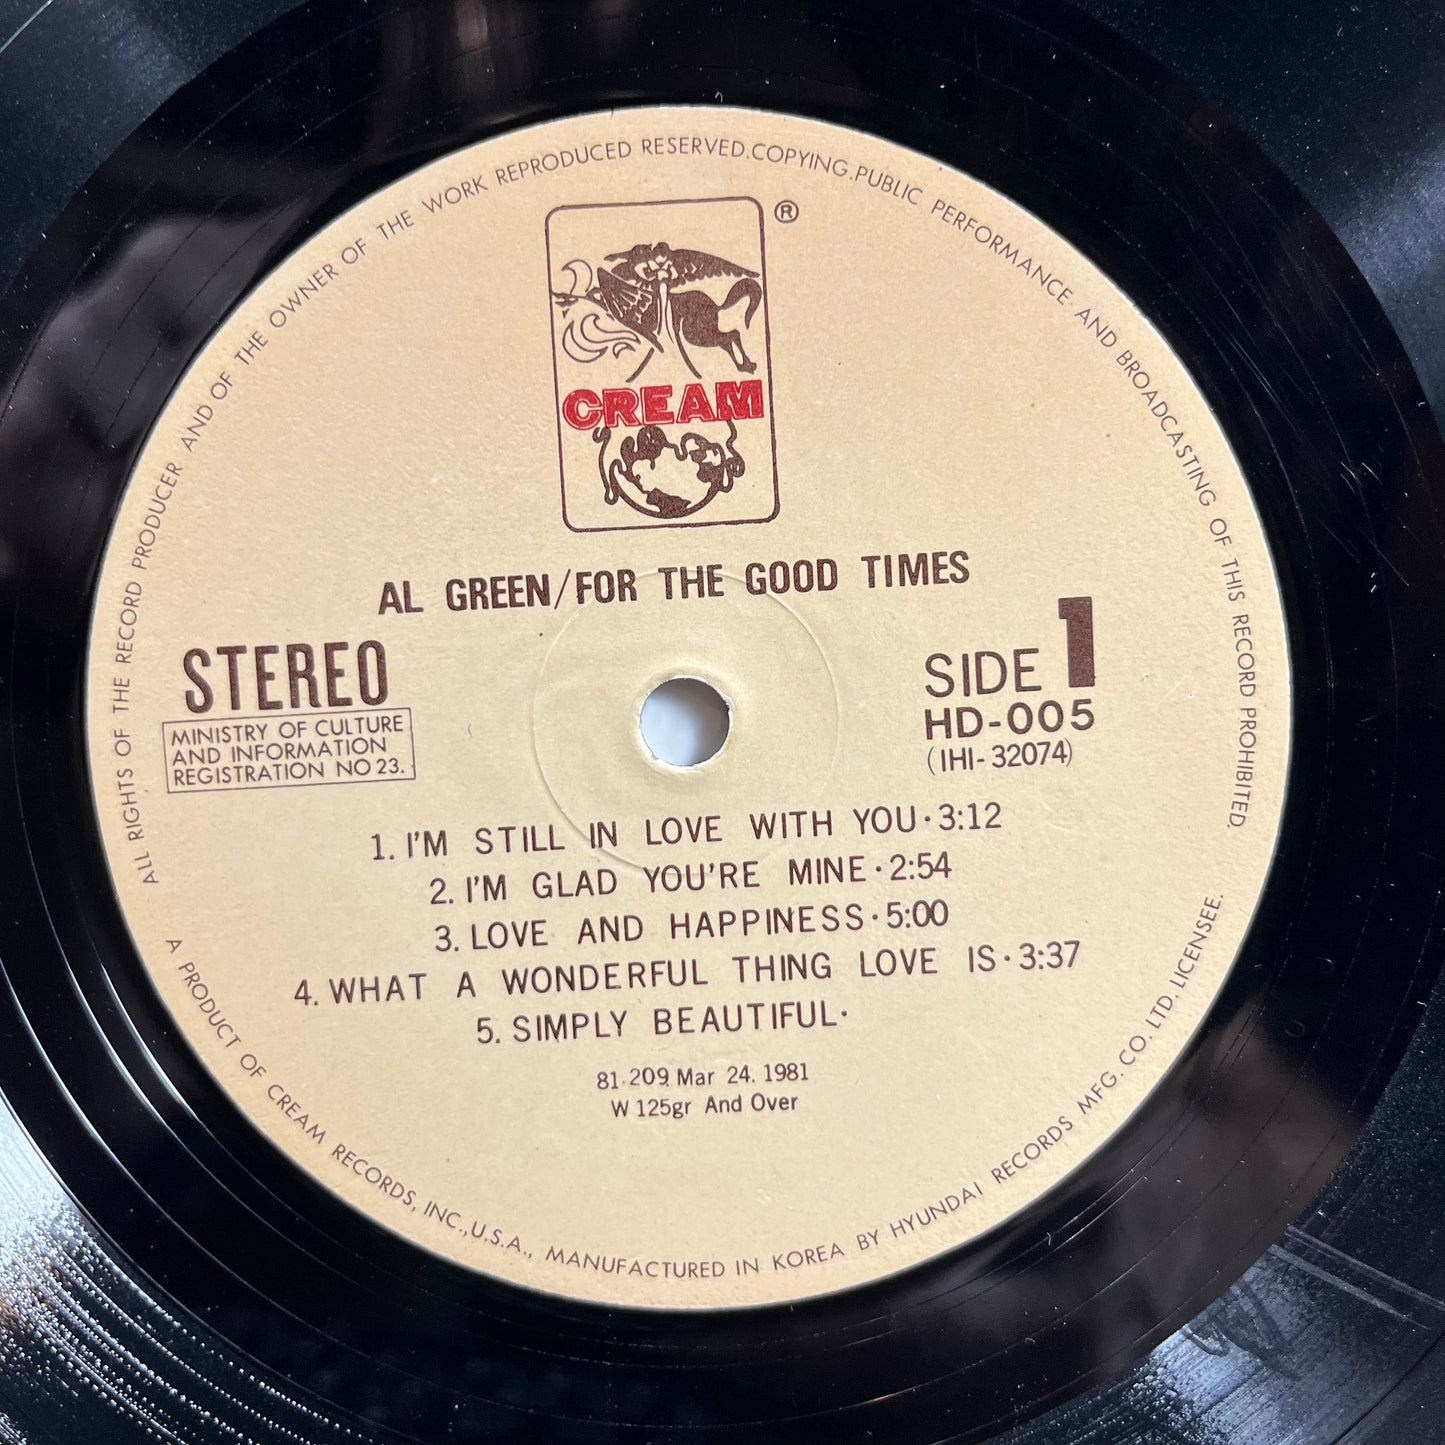 ALL RIGHTS OF THE RECORD PRODUCER AND OF THE OWNER OF THE WORK REPRODUCED RESERVED.COPYING.PUBLIC PERFORMANCE AND BROADCASTING OF THIS RECORD PROHIBITED.
®
CREAM
AL GREEN/FOR THE GOOD TIMES
STEREO
MINISTRY OF CULTURE
AND INFORMATION
REGISTRATION NO 23.
SIDE 1
HD-005
(IHI-32074)
1. I'M STILL IN LOVE WITH YOU·3:12
2. I'M GLAD YOU'RE MINE·2:54
3. LOVE AND HAPPINESS·5:00
4. WHAT A WONDERFUL THING LOVE IS·3:37
5. SIMPLY BEAUTIFUL·
81.209 Mar 24. 1981
W 125gr And Over
A PRODUCT OF CREAM RECORDS, INC.,U.S.A., MANUFACTURED IN KOREA BY HYUNDAI RECORDS MFG. CO. LTD. LICENSEE.